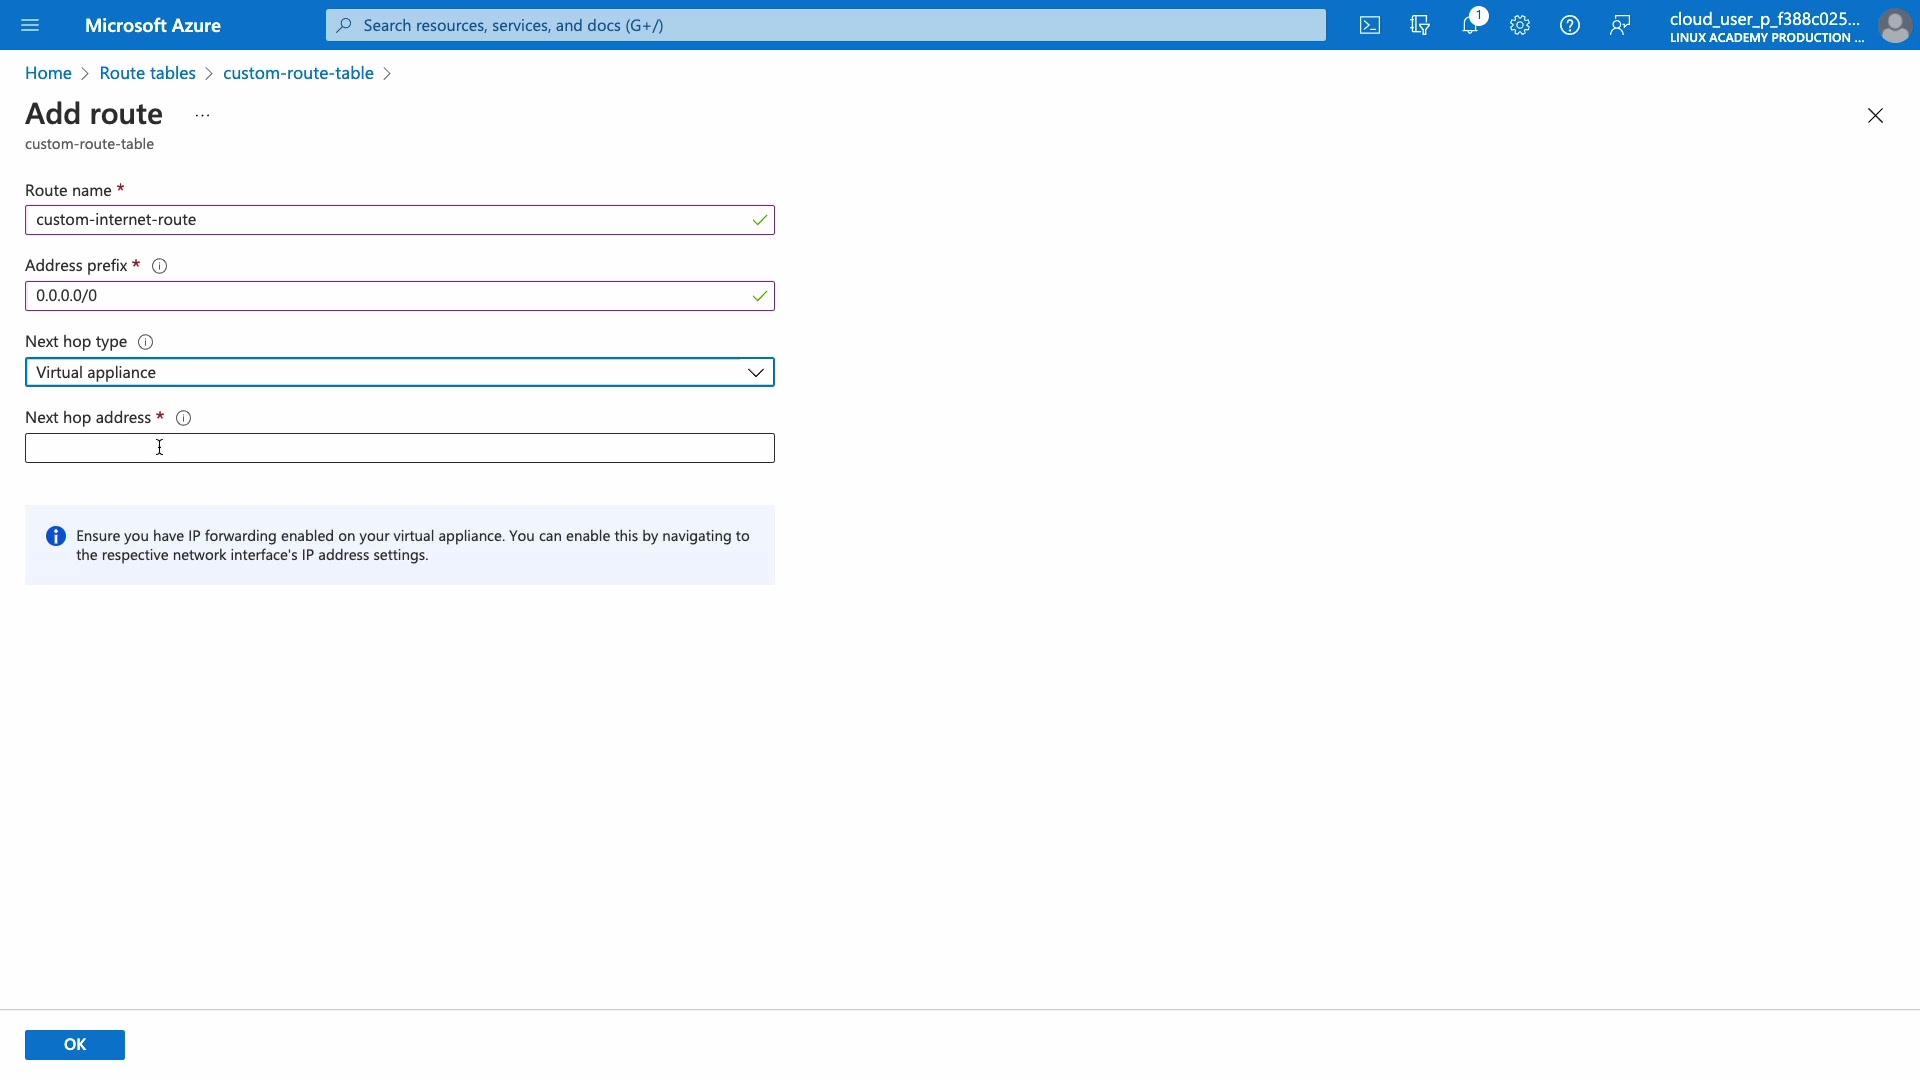 Microsoft Azure
Search resources, services, and docs (G+/)
1
cloud_user_p_f388c025...
LINUX ACADEMY PRODUCTION ...
Home > Route tables > custom-route-table >
Add route ...
custom-route-table
Route name *
custom-internet-route
Address prefix *
0.0.0.0/0
Next hop type
Virtual appliance
Next hop address *
Ensure you have IP forwarding enabled on your virtual appliance. You can enable this by navigating to
the respective network interface's IP address settings.
OK